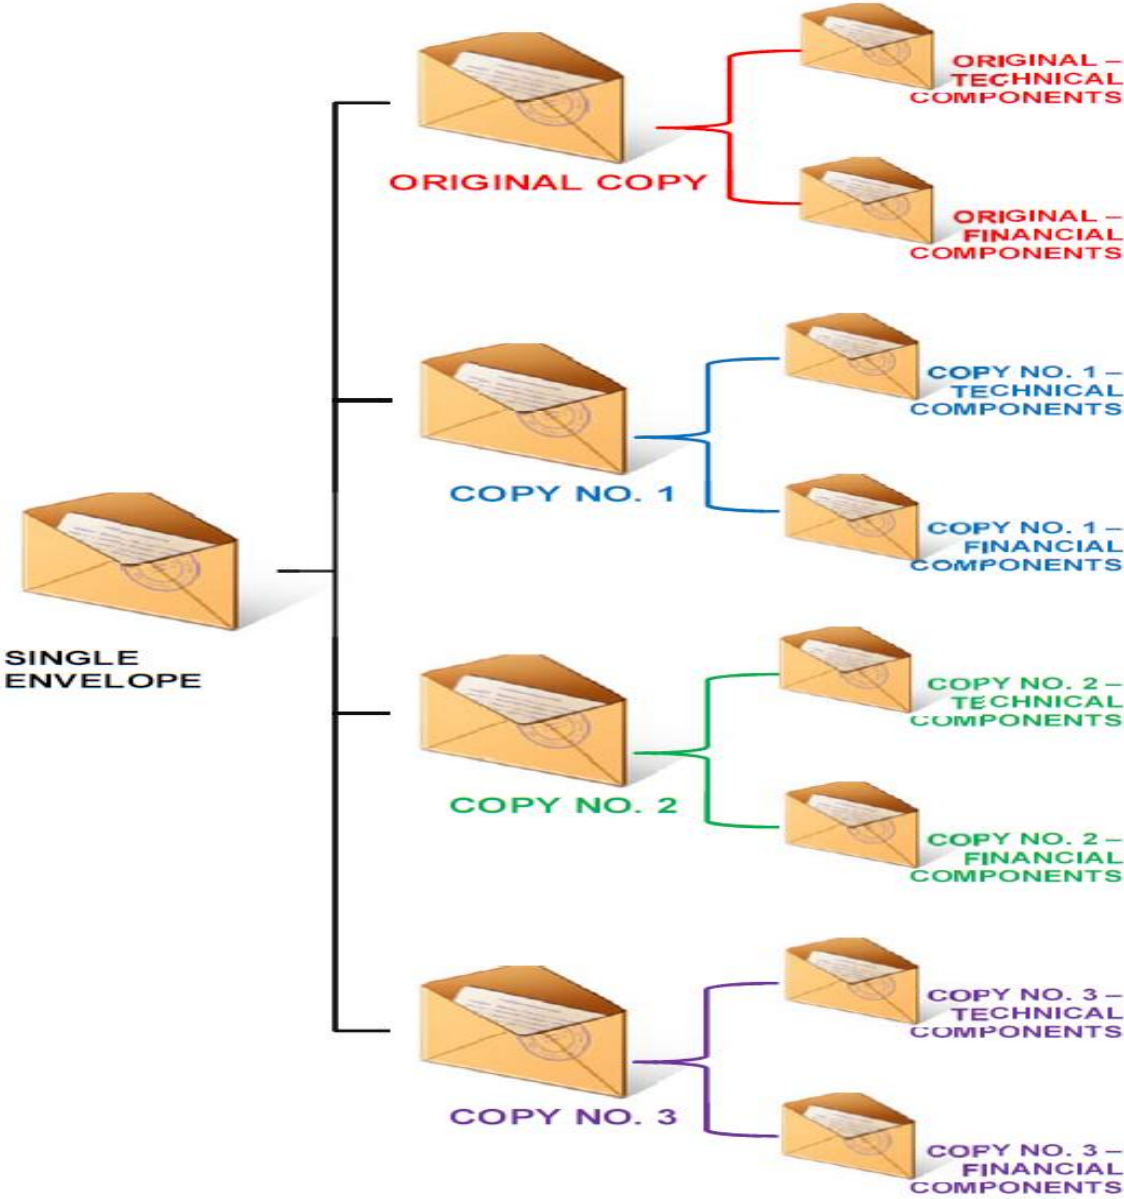 ORIGINAL –
TECHNICAL
COMPONENTS
ORIGINAL COPY
ORIGINAL –
FINANCIAL
COMPONENTS
COPY NO. 1 –
TECHNICAL
COMPONENTS
COPY NO. 1
COPY NO. 1 –
FINANCIAL
COMPONENTS
SINGLE
ENVELOPE
COPY NO. 2 –
TECHNICAL
COMPONENTS
COPY NO. 2
COPY NO. 2 –
FINANCIAL
COMPONENTS
COPY NO. 3 –
TECHNICAL
COMPONENTS
COPY NO. 3
COPY NO. 3 –
FINANCIAL
COMPONENTS